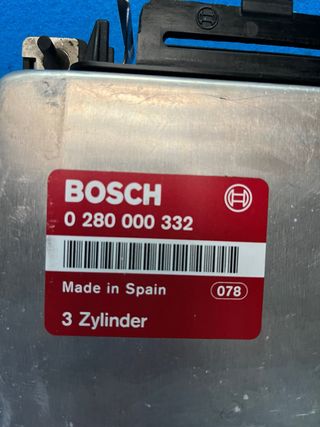 BOSCH
0 280 000 332
Made in Spain 078
3 Zylinder